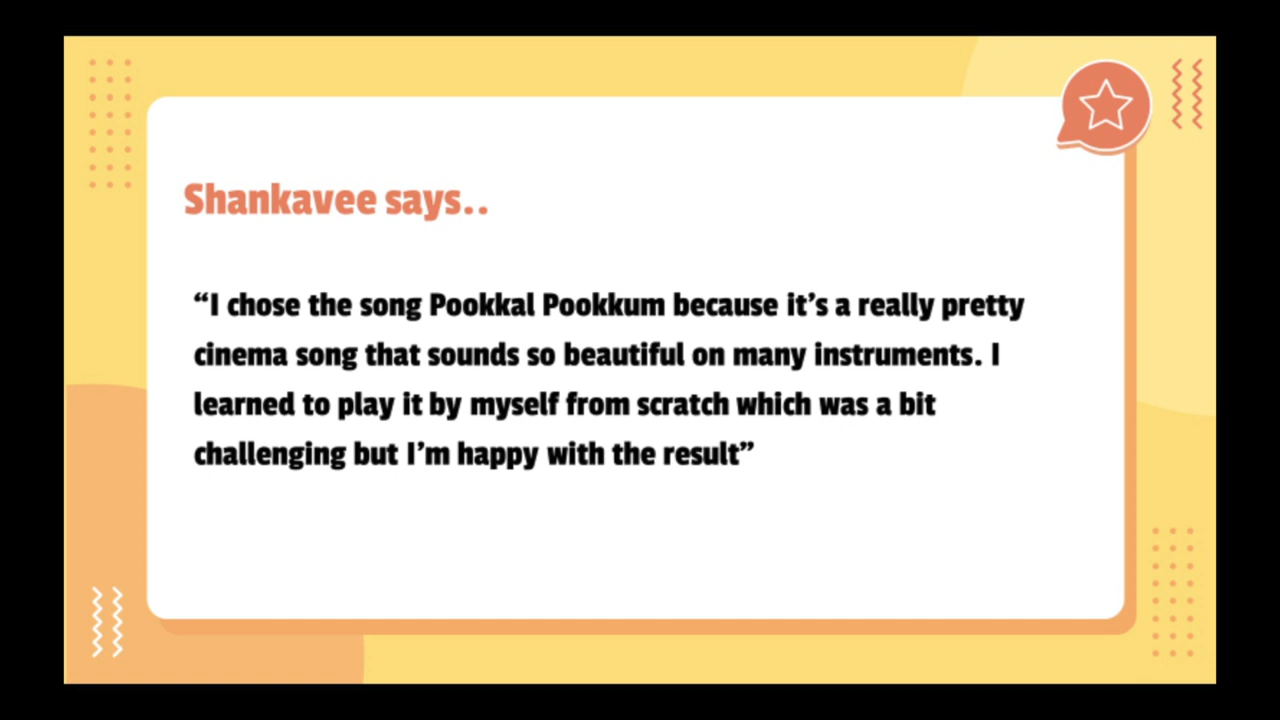 Shankavee says..
“I chose the song Pookkal Pookkum because it’s a really pretty
cinema song that sounds so beautiful on many instruments. I
learned to play it by myself from scratch which was a bit
challenging but I’m happy with the result”